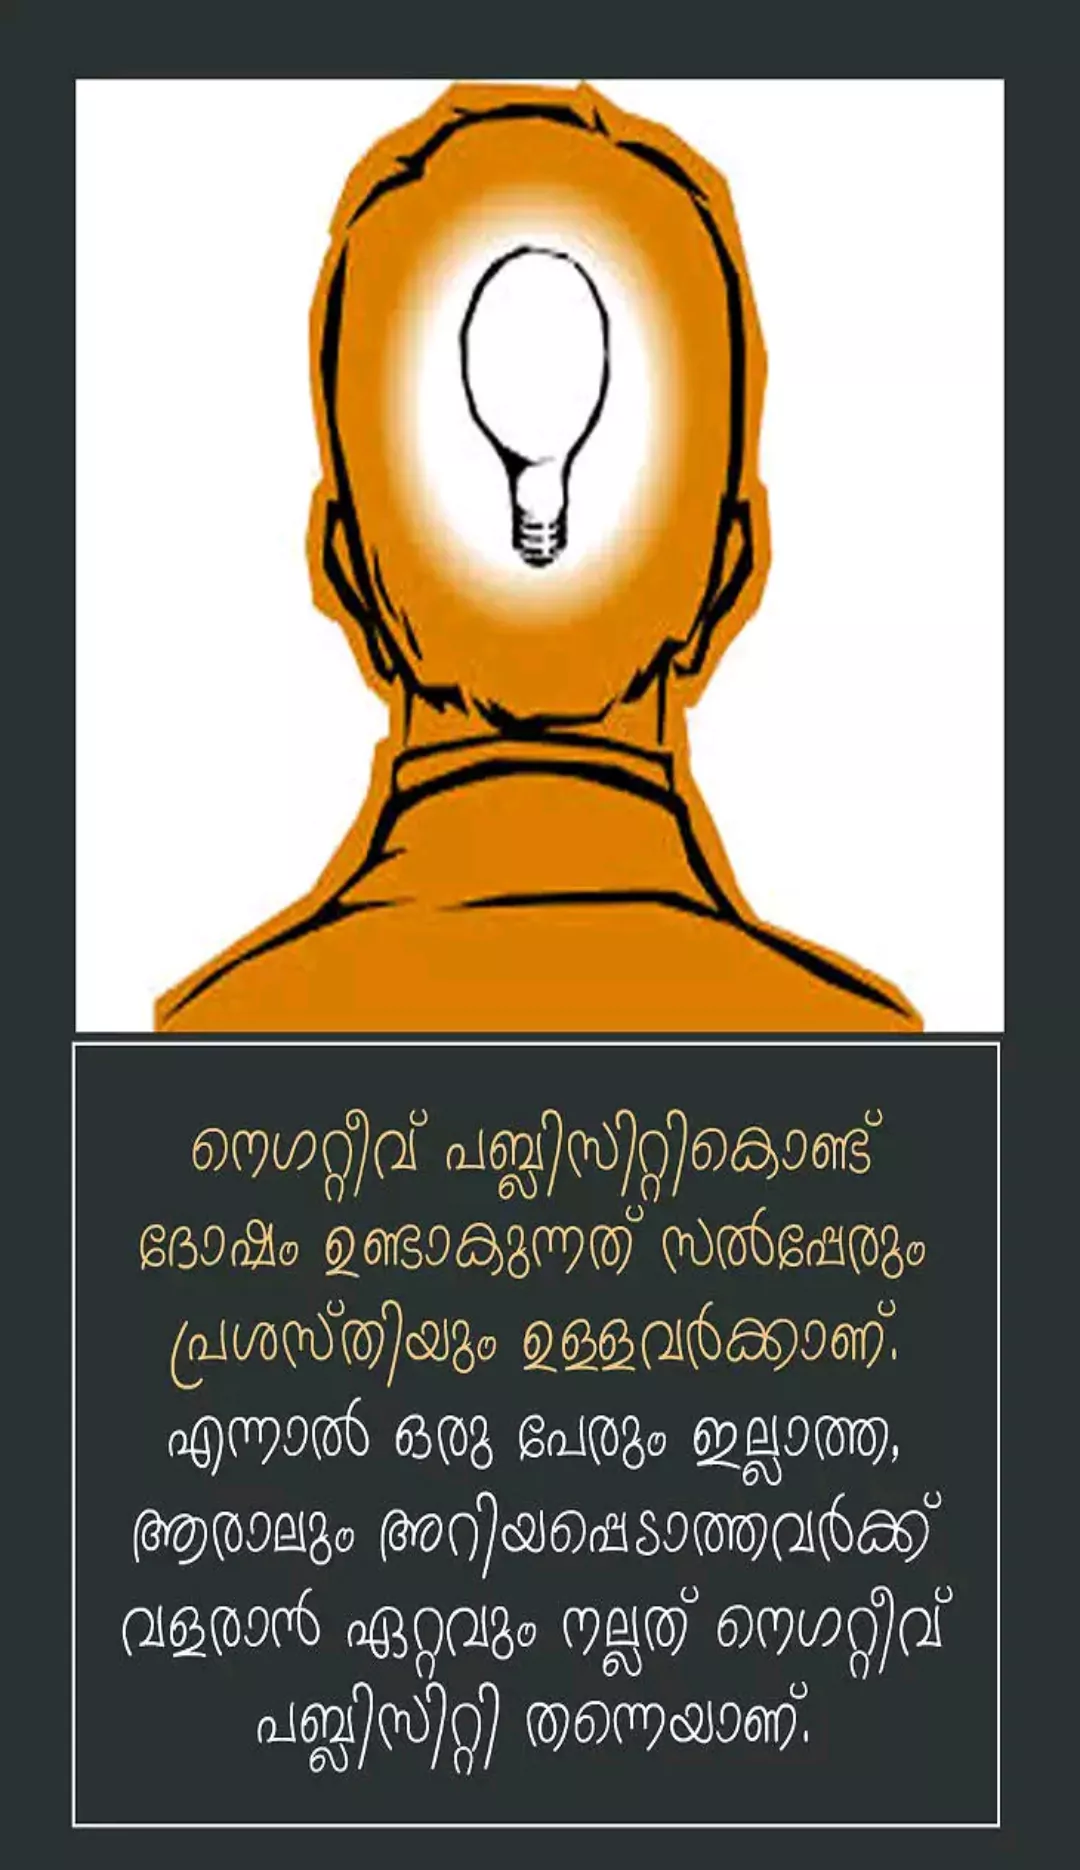 നെഗറ്റീവ് പബ്ലിസിറ്റികൊണ്ട്
ദോഷം ഉണ്ടാകുന്നത് സൽപ്പേരും
പ്രശസ്തിയും ഉള്ളവർക്കാണ്.
എന്നാൽ ഒരു പേരും ഇല്ലാത്ത,
ആരാലും അറിയപ്പെടാത്തവർക്ക്
വളരാൻ ഏറ്റവും നല്ലത് നെഗറ്റീവ്
പബ്ലിസിറ്റി തന്നെയാണ്.